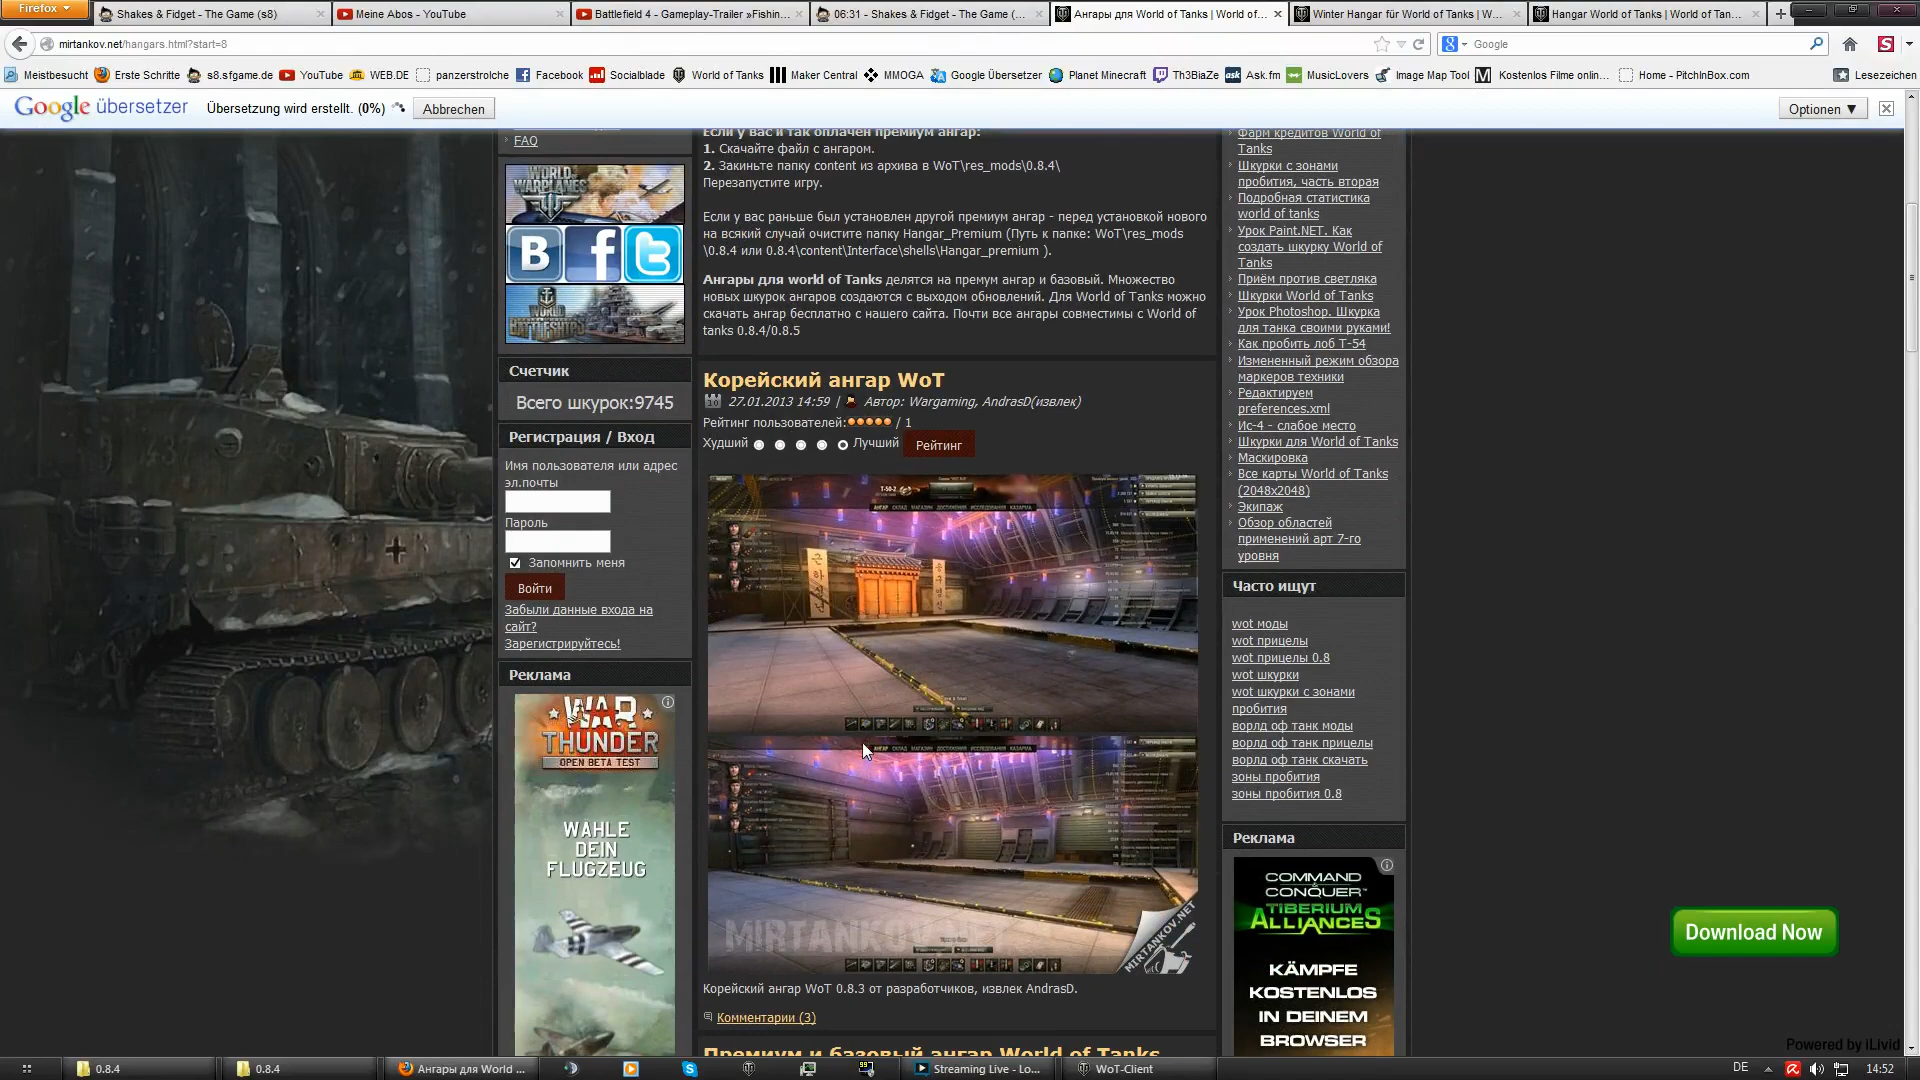 Firefox
Shakes & Fidget - The Game (s8)
Meine Abos - YouTube
Battlefield 4 - Gameplay-Trailer »Fishin...
06:31 - Shakes & Fidget - The Game (...
Ангары для World of Tanks | World of...
Winter Hangar für World of Tanks | W...
Hangar World of Tanks | World of Tan...
mirtankov.net/hangars.html?start=8
Google
Meistbesucht
Erste Schritte
s8.sfgame.de
YouTube
WEB.DE
panzerstrolche
Facebook
Socialblade
World of Tanks
Maker Central
MMOGA
Google Übersetzer
Planet Minecraft
Th3BiaZe
Ask.fm
MusicLovers
Image Map Tool
Kostenlos Filme onlin...
Home - PitchInBox.com
Lesezeichen
Google übersetzer
Übersetzung wird erstellt. (0%)
Abbrechen
Optionen ▼
FAQ
WORLD WARPLANES
WORLD BATTLESHIPS
Счетчик
Всего шкурок:9745
Регистрация / Вход
Имя пользователя или адрес
эл.почты
Пароль
Запомнить меня
Войти
Забыли данные входа на
сайт?
Зарегистрируйтесь!
Реклама
WAR
THUNDER
OPEN BETA TEST
WÄHLE
DEIN
FLUGZEUG
Если у вас и так оплачен премиум ангар:
1. Скачайте файл с ангаром.
2. Закиньте папку content из архива в WoT\res_mods\0.8.4\
Перезапустите игру.
Если у вас раньше был установлен другой премиум ангар - перед установкой нового
на всякий случай очистите папку Hangar_Premium (Путь к папке: WoT\res_mods
\0.8.4 или 0.8.4\content\Interface\shells\Hangar_premium ).
Ангары для world of Tanks делятся на премум ангар и базовый. Множество
новых шкурок ангаров создаются с выходом обновлений. Для World of Tanks можно
скачать ангар бесплатно с нашего сайта. Почти все ангары совместимы с World of
tanks 0.8.4/0.8.5
Корейский ангар WoT
27.01.2013 14:59 | Автор: Wargaming, AndrasD(извлек)
Рейтинг пользователей: / 1
Худший Лучший Рейтинг
T-50-2
АНГАР СКЛАД МАГАЗИН ДОСТИЖЕНИЯ ИССЛЕДОВАНИЯ КАЗАРМА
АНГАР СКЛАД МАГАЗИН ДОСТИЖЕНИЯ ИССЛЕДОВАНИЯ КАЗАРМА
MIRTANKOV.NET
Корейский ангар WoT 0.8.3 от разработчиков, извлек AndrasD.
Комментарии (3)
Премиум и базовый ангар World of Tanks
Фарм кредитов World of
Tanks
Шкурки с зонами
пробития, часть вторая
Подробная статистика
world of tanks
Урок Paint.NET. Как
создать шкурку World of
Tanks
Приём против светляка
Шкурки World of Tanks
Урок Photoshop. Шкурка
для танка своими руками!
Как пробить лоб Т-54
Измененный режим обзора
маркеров техники
Редактируем
preferences.xml
Ис-4 - слабое место
Шкурки для World of Tanks
Маскировка
Все карты World of Tanks
(2048x2048)
Экипаж
Обзор областей
применений арт 7-го
уровня
Часто ищут
wot моды
wot прицелы
wot прицелы 0.8
wot шкурки
wot шкурки с зонами
пробития
ворлд оф танк моды
ворлд оф танк прицелы
ворлд оф танк скачать
зоны пробития
зоны пробития 0.8
Реклама
COMMAND
CONQUER
TIBERIUM
ALLIANCES
KÄMPFE
KOSTENLOS
IN DEINEM
BROWSER
Download Now
Powered by iLivid
0.8.4
0.8.4
Ангары для World ...
Streaming Live - Lo...
WoT-Client
DE
14:52